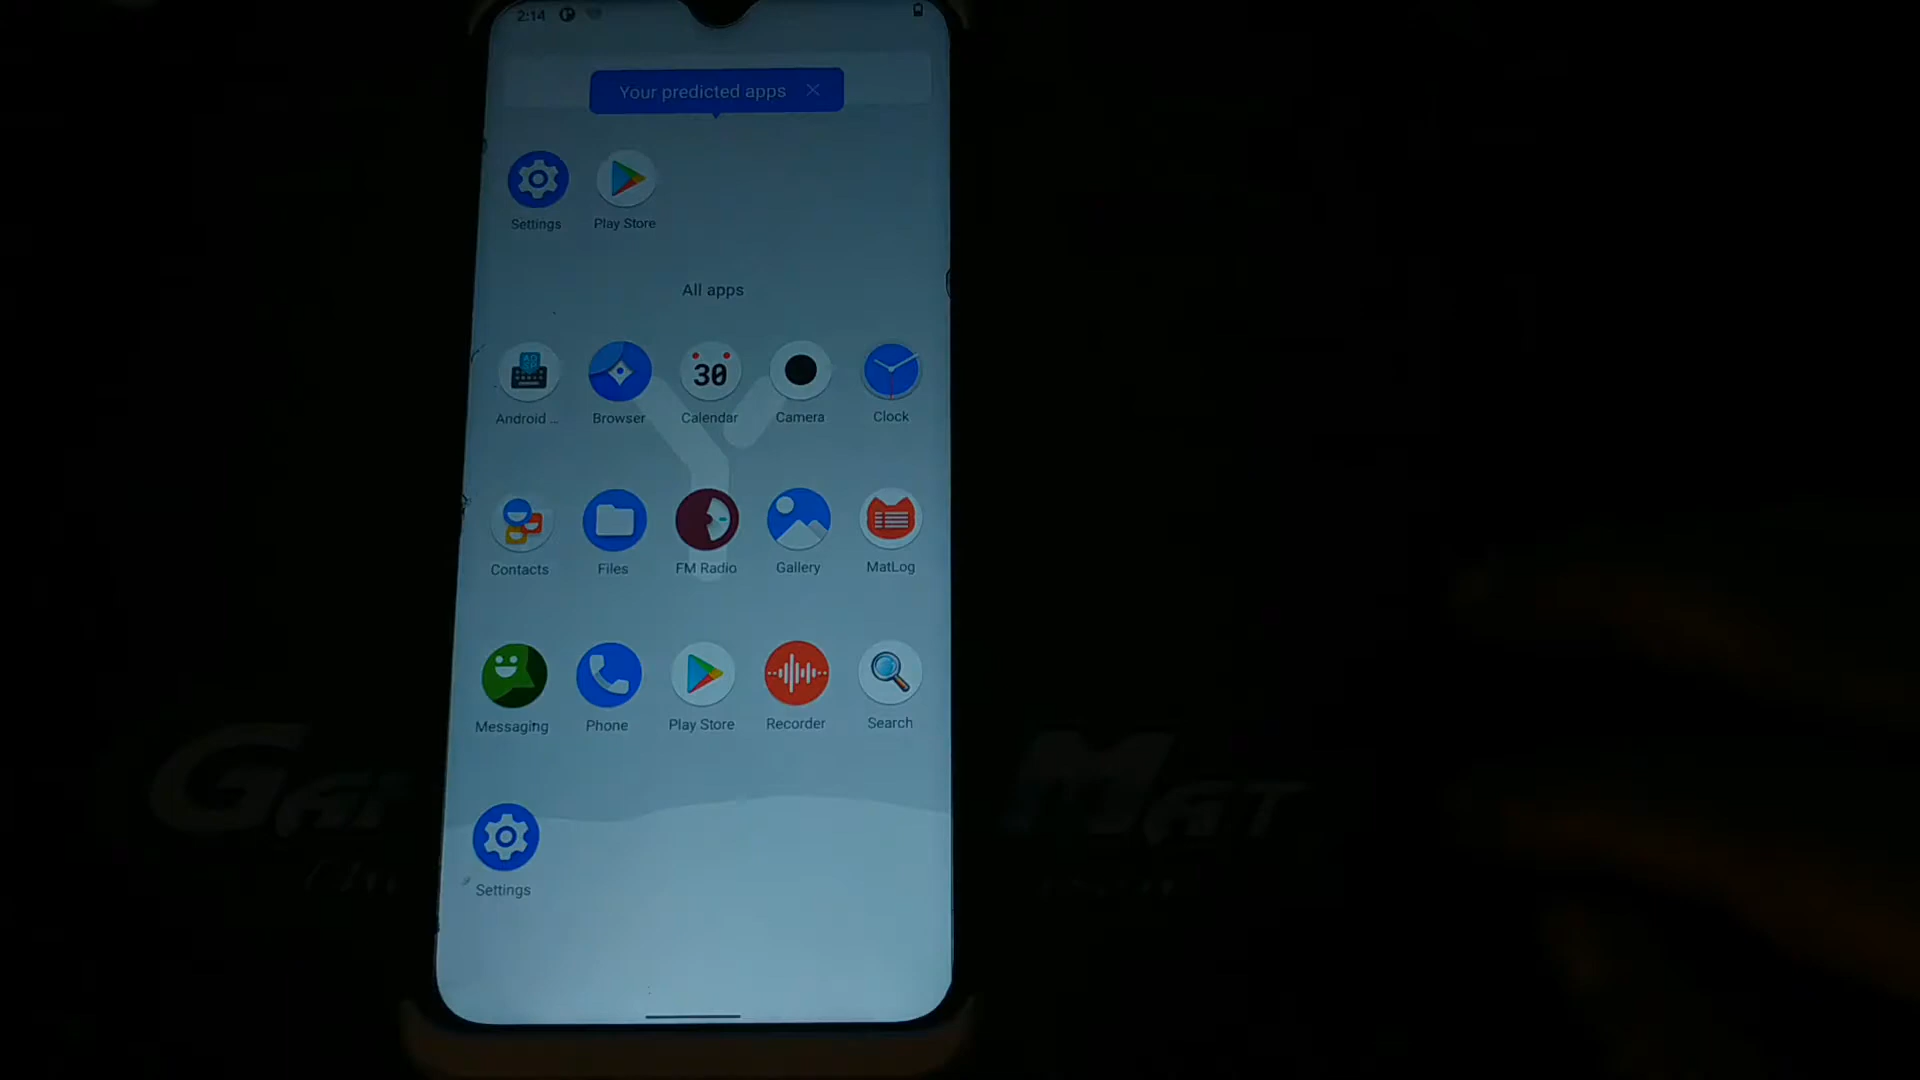 2:14
Your predicted apps
Settings Play Store
All apps
30
Android ... Browser Calendar Camera Clock
Contacts Files FM Radio Gallery MatLog
Messaging Phone Play Store Recorder Search
Settings